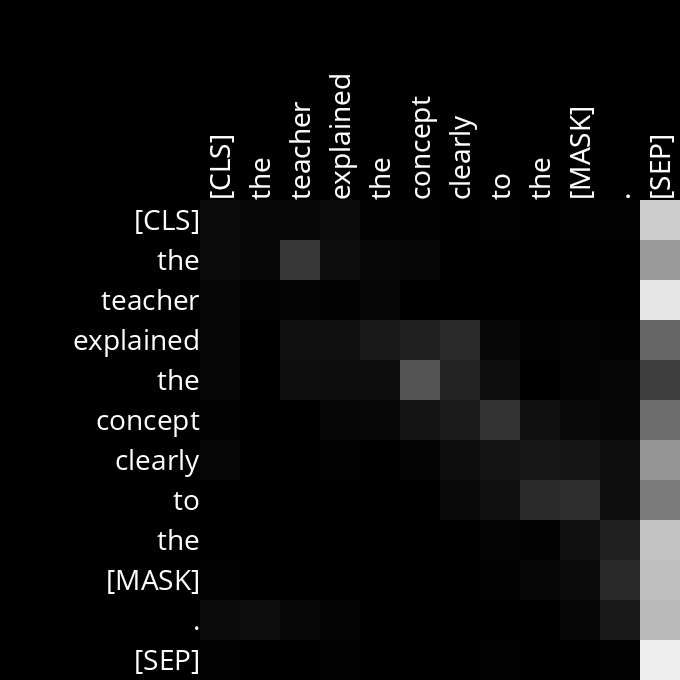 [CLS] the teacher explained the concept clearly to the [MASK] . [SEP]
[CLS]
the
teacher
explained
the
concept
clearly
to
the
[MASK]
.
[SEP]